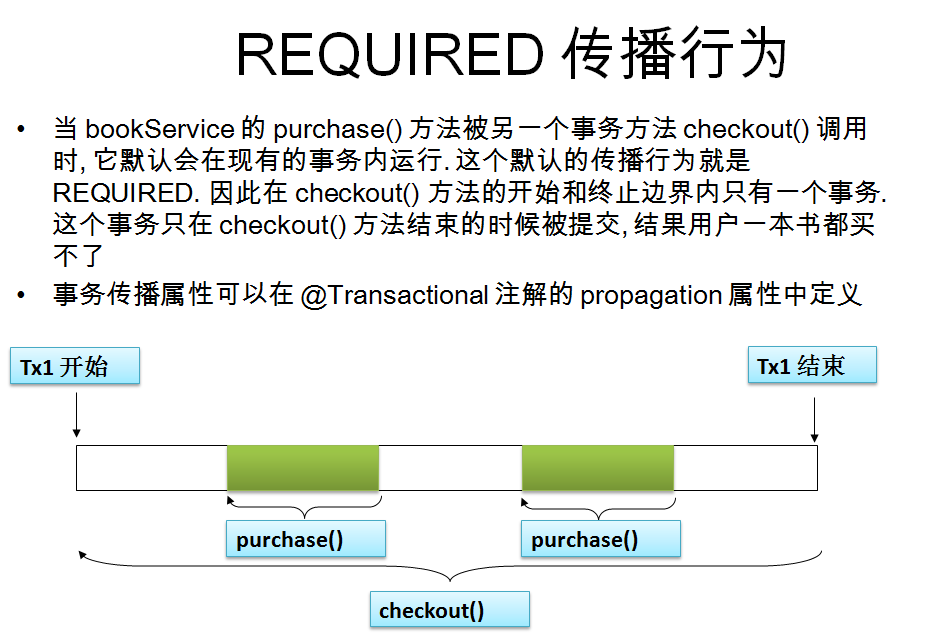 REQUIRED 传播行为
• 当 bookService 的 purchase() 方法被另一个事务方法 checkout() 调用
时, 它默认会在现有的事务内运行. 这个默认的传播行为就是
REQUIRED. 因此在 checkout() 方法的开始和终止边界内只有一个事务.
这个事务只在 checkout() 方法结束的时候被提交, 结果用户一本书都买
不了
• 事务传播属性可以在 @Transactional 注解的 propagation 属性中定义
Tx1 开始
Tx1 结束
purchase()
purchase()
checkout()